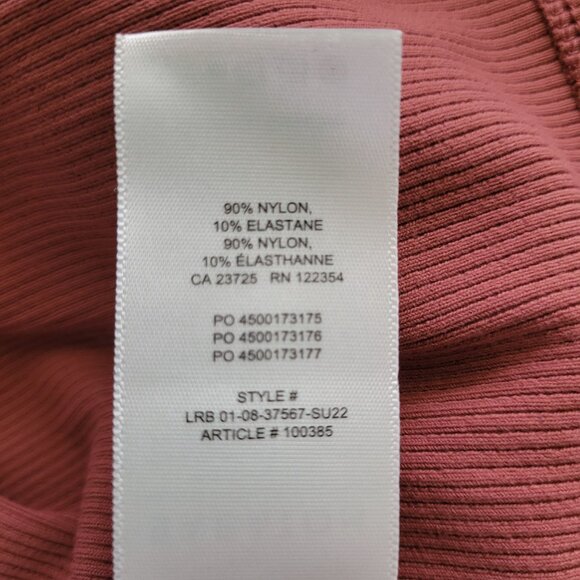 90% NYLON,
10% ELASTANE
90% NYLON,
10% ÉLASTHANNE
CA 23725 RN 122354
PO 4500173175
PO 4500173176
PO 4500173177
STYLE #
LRB 01-08-37567-SU22
ARTICLE # 100385